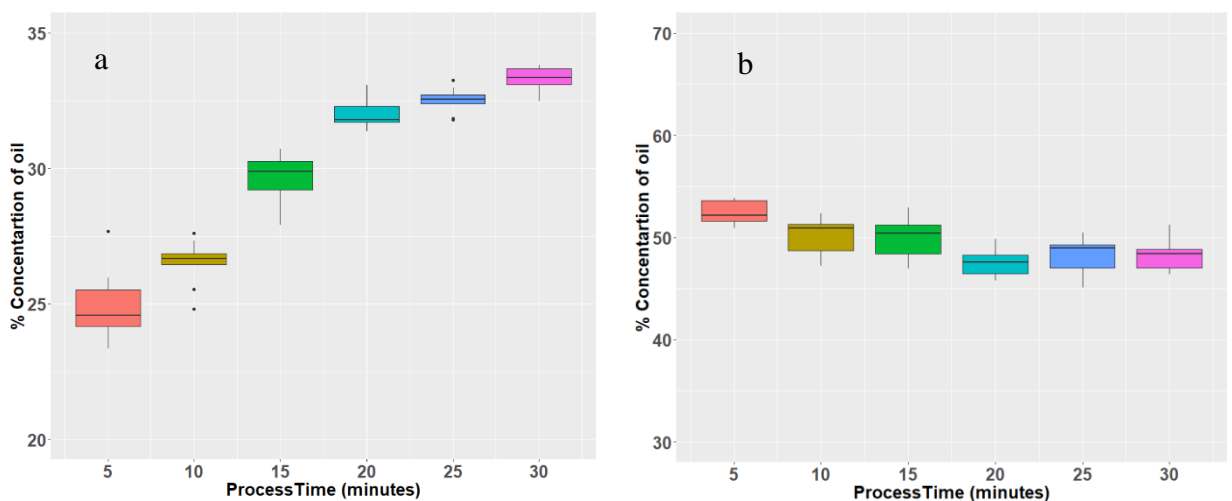 a
% Concentartion of oil
35
30
25
20
5 10 15 20 25 30
ProcessTime (minutes)
b
% Concentartion of oil
70
60
50
40
30
5 10 15 20 25 30
ProcessTime (minutes)